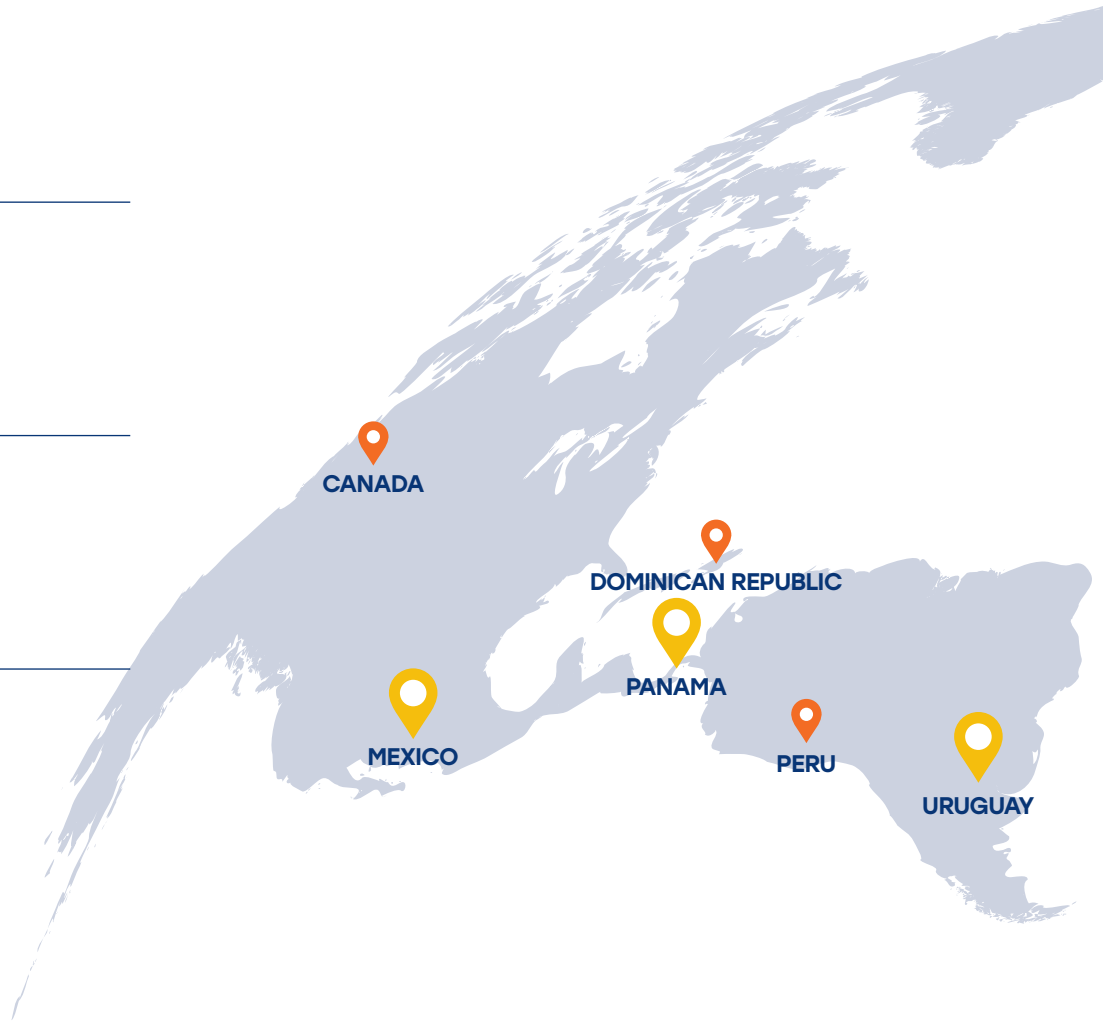 CANADA
DOMINICAN REPUBLIC
PANAMA
MEXICO
PERU
URUGUAY